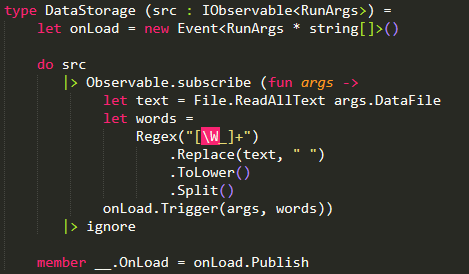 type DataStorage (src : IObservable<RunArgs>) =
    let onLoad = new Event<RunArgs * string[]>()
    do src
        |> Observable.subscribe (fun args ->
            let text = File.ReadAllText args.DataFile
            let words =
                Regex("[\W_]+")
                    .Replace(text, " ")
                    .ToLower()
                    .Split()
            onLoad.Trigger(args, words))
        |> ignore
    member __.OnLoad = onLoad.Publish